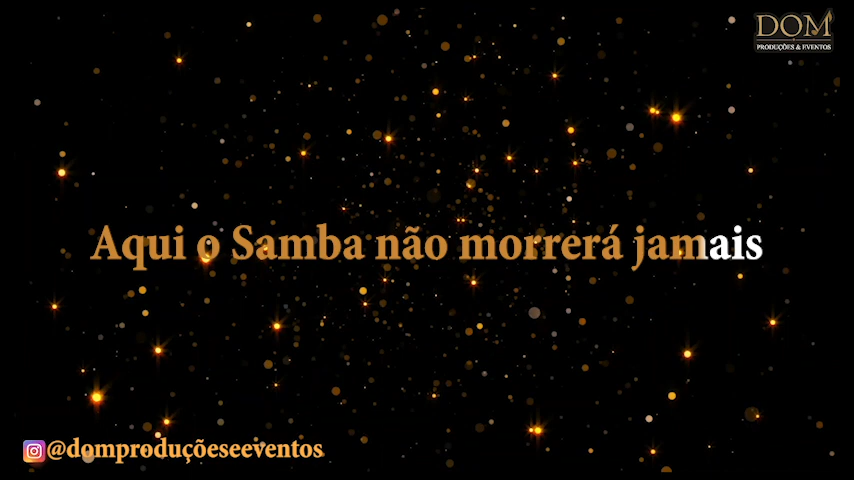 DOM
PRODUÇÕES & EVENTOS
Aqui o Samba não morrerá jamais
@domproduçõeseeventos